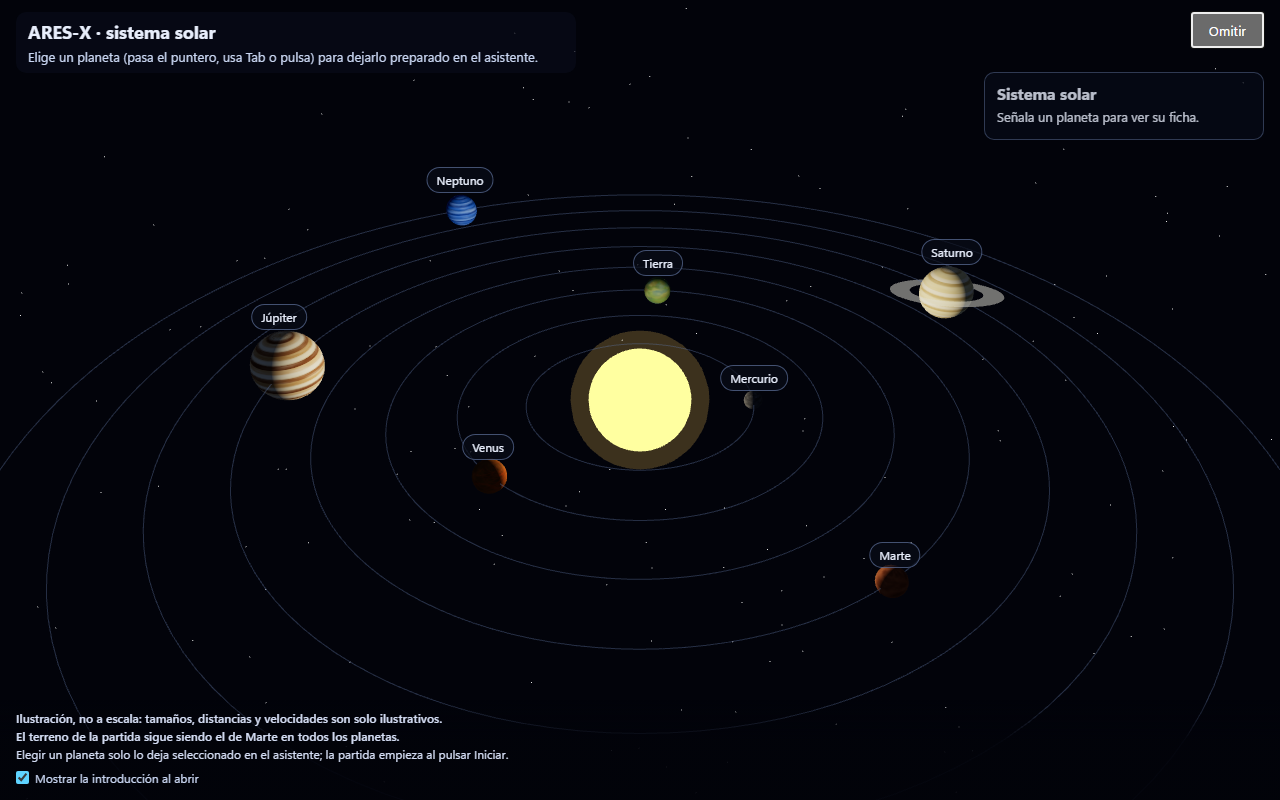 ARES-X · sistema solar
Elige un planeta (pasa el puntero, usa Tab o pulsa) para dejarlo preparado en el asistente.
Omitir
Sistema solar
Señala un planeta para ver su ficha.
Neptuno
Saturno
Tierra
Júpiter
Mercurio
Venus
Marte
Ilustración, no a escala: tamaños, distancias y velocidades son solo ilustrativos.
El terreno de la partida sigue siendo el de Marte en todos los planetas.
Elegir un planeta solo lo deja seleccionado en el asistente; la partida empieza al pulsar Iniciar.
Mostrar la introducción al abrir